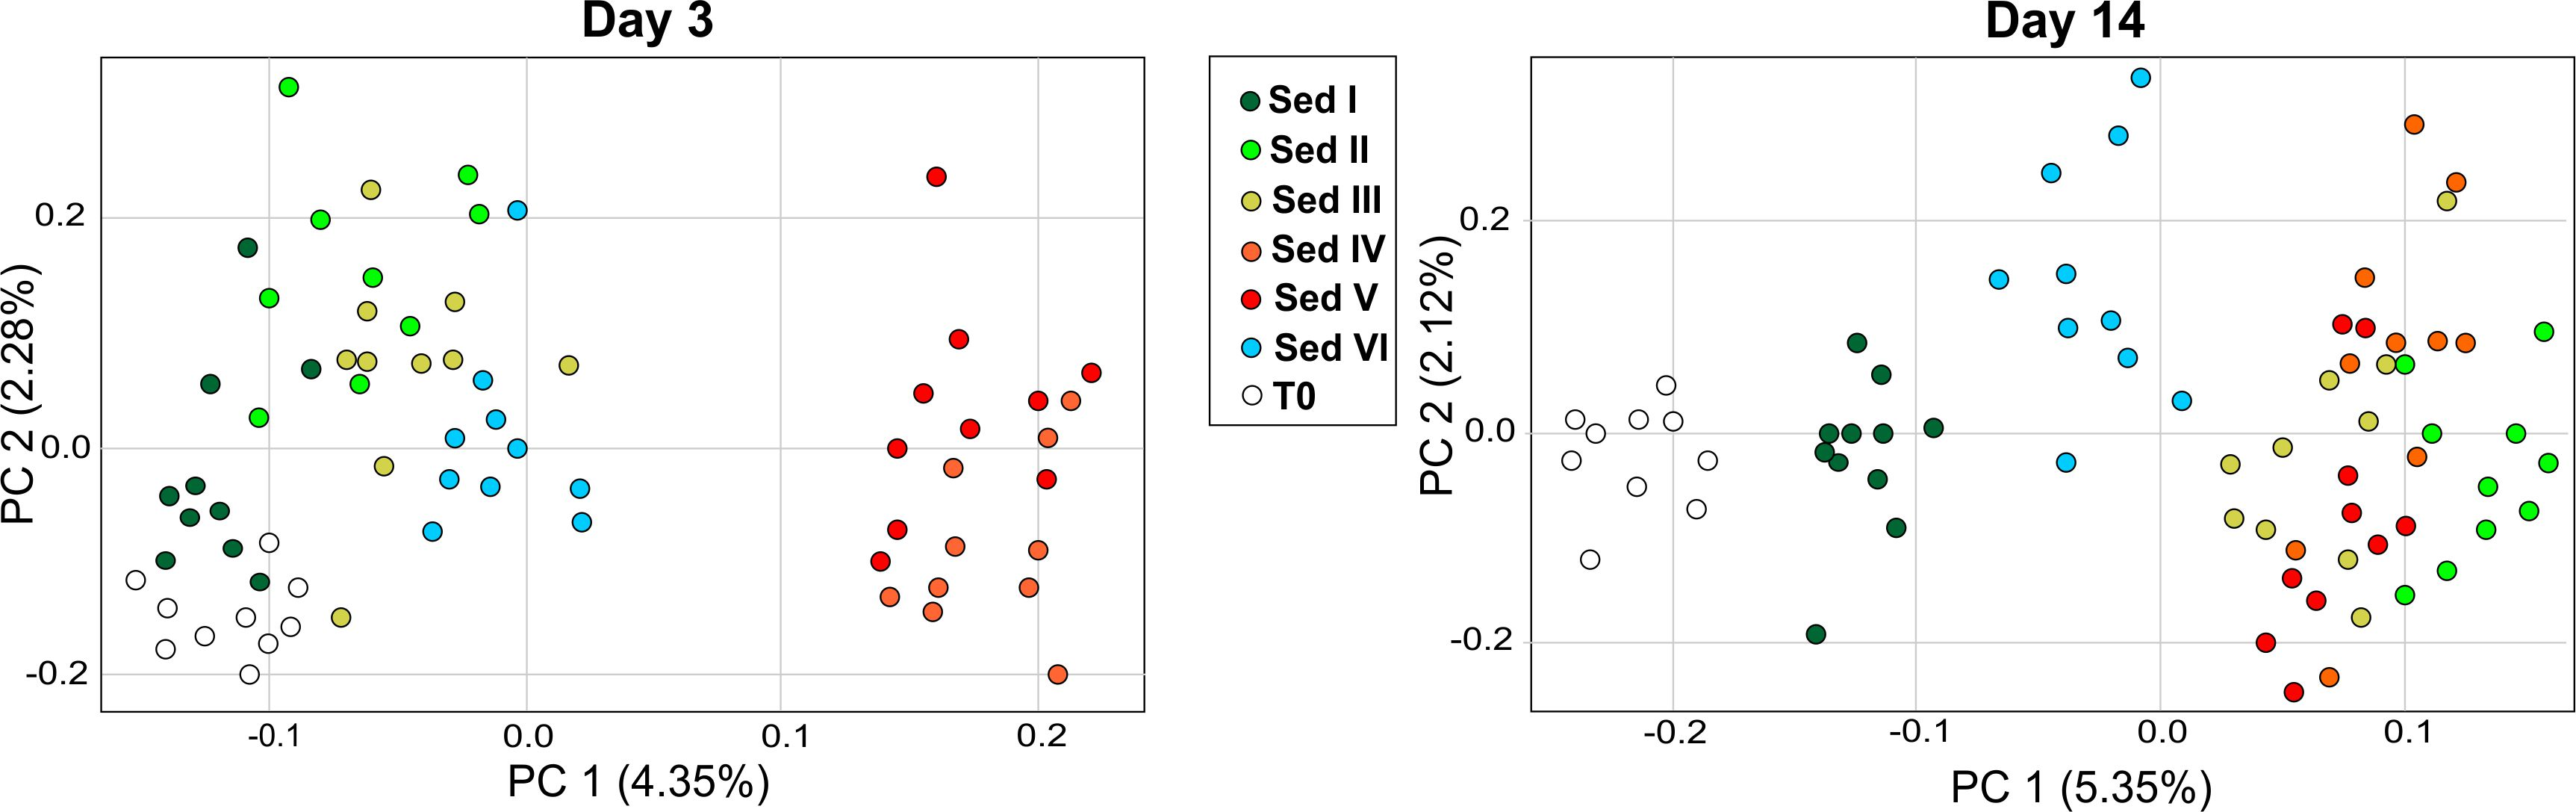 Day 3
PC 2 (2.28%)
0.2
0.0
-0.2
-0.1
0.0
0.1
0.2
PC 1 (4.35%)
Sed I
Sed II
Sed III
Sed IV
Sed V
Sed VI
T0
Day 14
PC 2 (2.12%)
0.2
0.0
-0.2
-0.2
-0.1
0.0
0.1
PC 1 (5.35%)